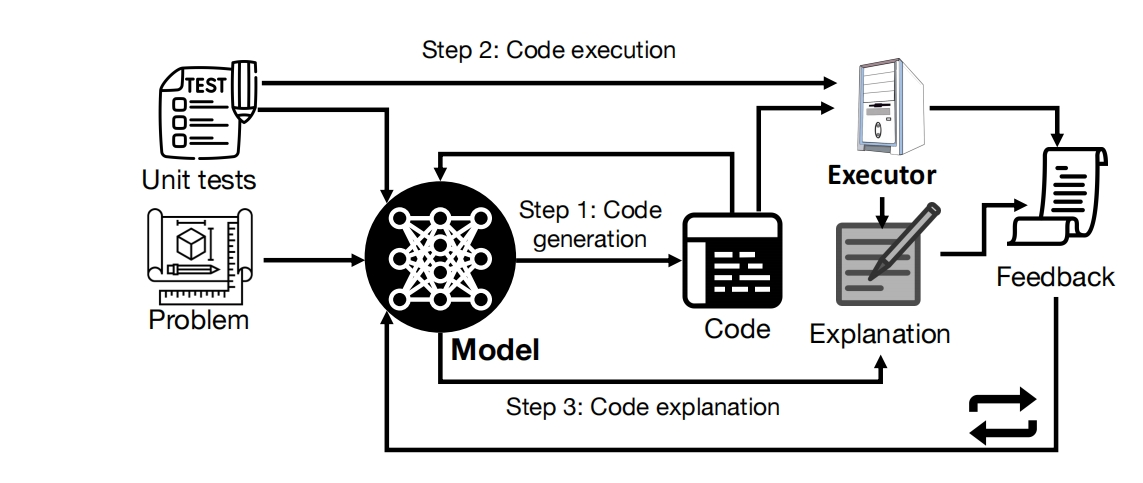 Step 2: Code execution
TEST
Unit tests
Executor
Step 1: Code
generation
Feedback
Problem
Code
Explanation
Model
Step 3: Code explanation